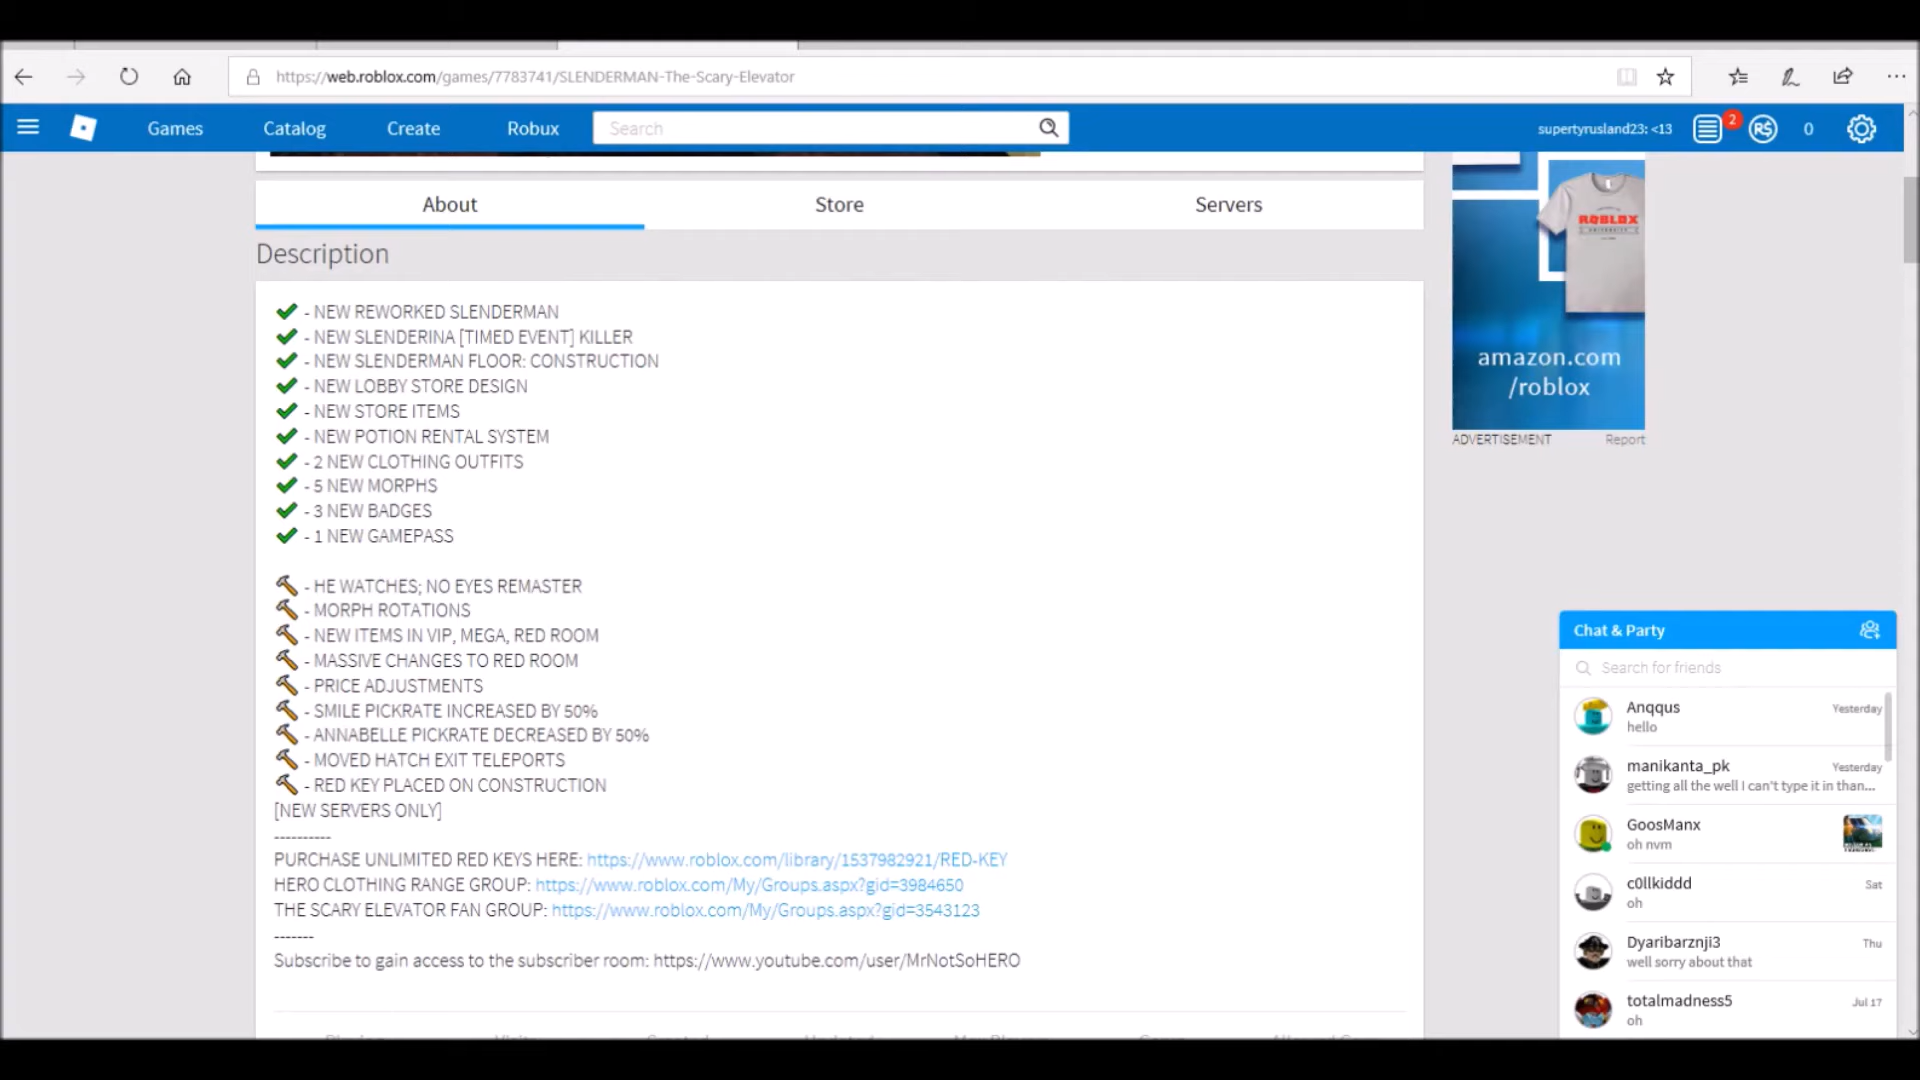 https://web.roblox.com/games/7783741/SLENDERMAN-The-Scary-Elevator
Games Catalog Create Robux Search supertyrusland23: <13 2 R$ 0
About Store Servers
Description
✔ - NEW REWORKED SLENDERMAN
✔ - NEW SLENDERINA [TIMED EVENT] KILLER
✔ - NEW SLENDERMAN FLOOR: CONSTRUCTION
✔ - NEW LOBBY STORE DESIGN
✔ - NEW STORE ITEMS
✔ - NEW POTION RENTAL SYSTEM
✔ - 2 NEW CLOTHING OUTFITS
✔ - 5 NEW MORPHS
✔ - 3 NEW BADGES
✔ - 1 NEW GAMEPASS
🔨 - HE WATCHES; NO EYES REMASTER
🔨 - MORPH ROTATIONS
🔨 - NEW ITEMS IN VIP, MEGA, RED ROOM
🔨 - MASSIVE CHANGES TO RED ROOM
🔨 - PRICE ADJUSTMENTS
🔨 - SMILE PICKRATE INCREASED BY 50%
🔨 - ANNABELLE PICKRATE DECREASED BY 50%
🔨 - MOVED HATCH EXIT TELEPORTS
🔨 - RED KEY PLACED ON CONSTRUCTION
[NEW SERVERS ONLY]
----------
PURCHASE UNLIMITED RED KEYS HERE: https://www.roblox.com/library/1537982921/RED-KEY
HERO CLOTHING RANGE GROUP: https://www.roblox.com/My/Groups.aspx?gid=3984650
THE SCARY ELEVATOR FAN GROUP: https://www.roblox.com/My/Groups.aspx?gid=3543123
-------
Subscribe to gain access to the subscriber room: https://www.youtube.com/user/MrNotSoHERO
ROBLOX
amazon.com
/roblox
ADVERTISEMENT Report
Chat & Party
Search for friends
Anqqus Yesterday
hello
manikanta_pk Yesterday
getting all the well I can't type it in than...
GoosManx
oh nvm
c0llkiddd Sat
oh
Dyaribarznji3 Thu
well sorry about that
totalmadness5 Jul 17
oh